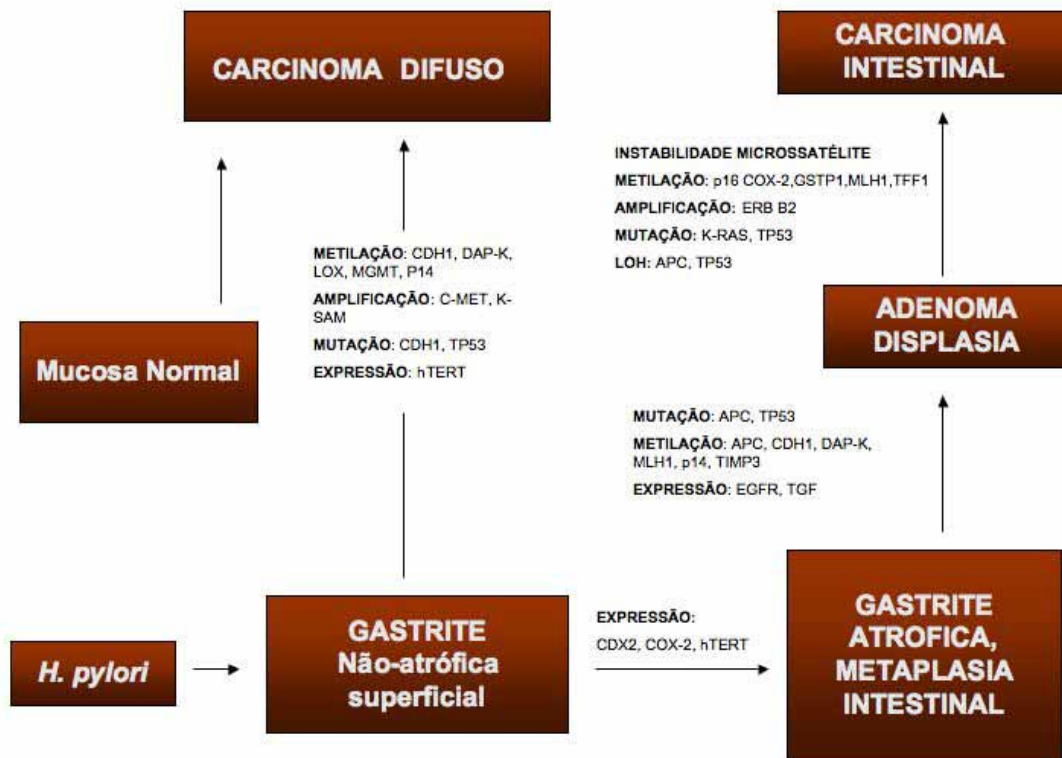 CARCINOMA DIFUSO
CARCINOMA
INTESTINAL
INSTABILIDADE MICROSSATÉLITE
METILAÇÃO: p16 COX-2,GSTP1,MLH1,TFF1
AMPLIFICAÇÃO: ERB B2
MUTAÇÃO: K-RAS, TP53
LOH: APC, TP53
METILAÇÃO: CDH1, DAP-K,
LOX, MGMT, P14
AMPLIFICAÇÃO: C-MET, K-
SAM
MUTAÇÃO: CDH1, TP53
EXPRESSÃO: hTERT
Mucosa Normal
ADENOMA
DISPLASIA
MUTAÇÃO: APC, TP53
METILAÇÃO: APC, CDH1, DAP-K,
MLH1, p14, TIMP3
EXPRESSÃO: EGFR, TGF
H. pylori
GASTRITE
Não-atrófica
superficial
EXPRESSÃO:
CDX2, COX-2, hTERT
GASTRITE
ATROFICA,
METAPLASIA
INTESTINAL